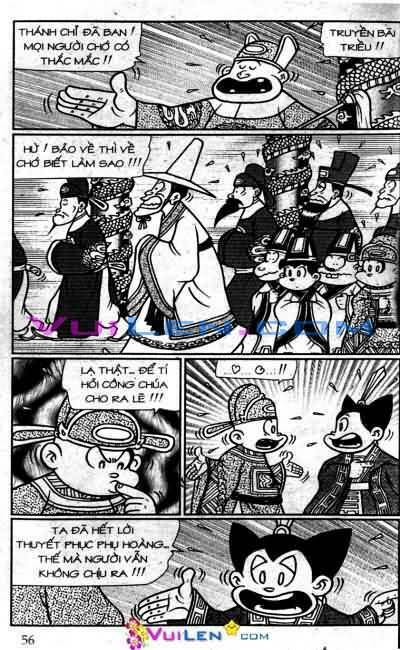 THÁNH CHỈ ĐÃ BAN !
MỌI NGƯỜI CHỚ CÓ
THẮC MẮC !!
TRUYỀN BÃI
TRIỀU !!
HỪ ! BẢO VỀ THÌ VỀ
CHỚ BIẾT LÀM SAO !!!
VuiLen.com
LẠ THẬT... ĐỂ TÍ
HỎI CÔNG CHÚA
CHO RA LẼ !!!
...!!
TA ĐÃ HẾT LỜI
THUYẾT PHỤC PHỤ HOÀNG...
THẾ MÀ NGƯỜI VẪN
KHÔNG CHỊU RA !!!
56
VuiLen.com